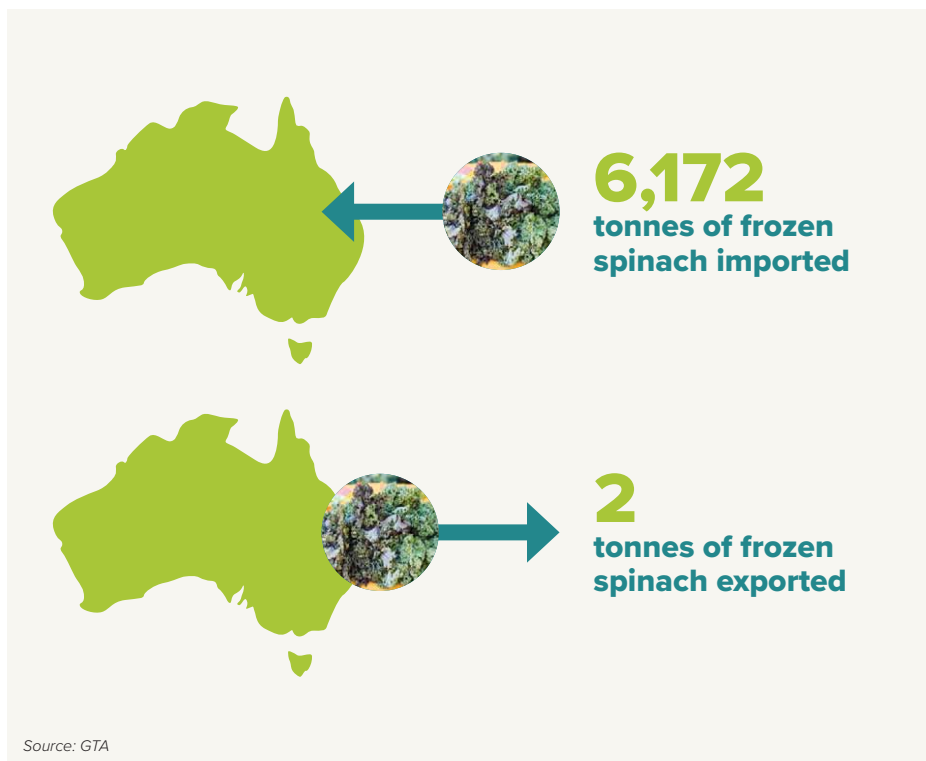 6,172
tonnes of frozen
spinach imported
2
tonnes of frozen
spinach exported
Source: GTA